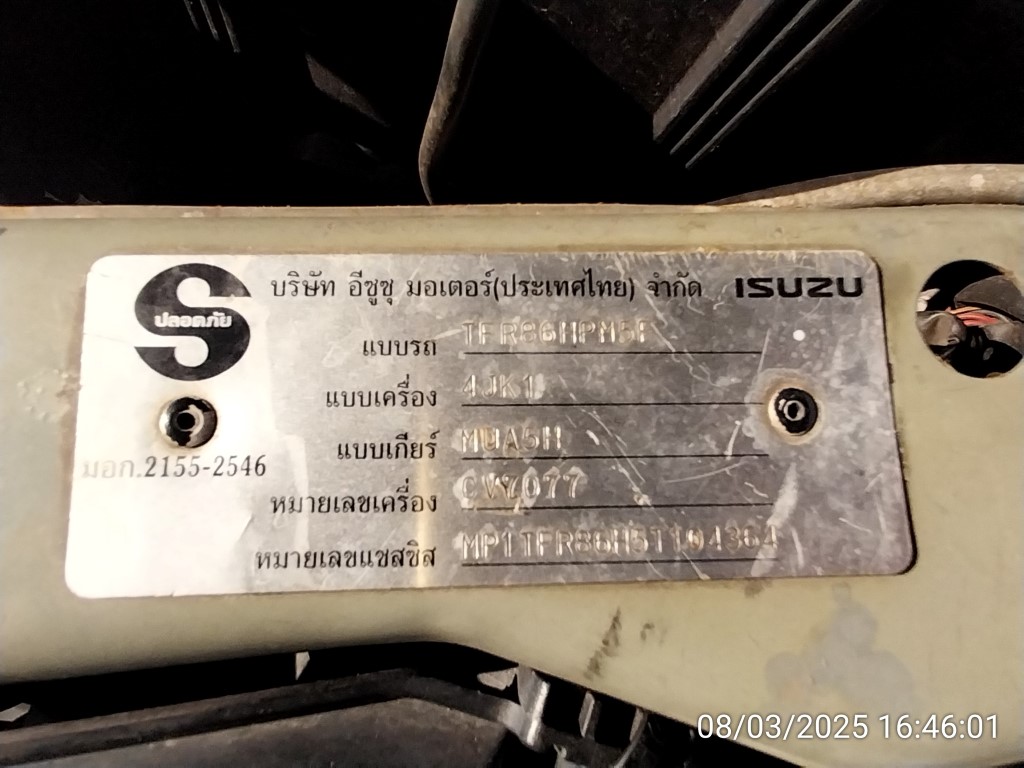 บริษัท อีซูซุ มอเตอร์(ประเทศไทย) จำกัด ISUZU
ปลอดภัย
แบบรถ TFR86HPM5F
แบบเครื่อง 4JK1
แบบเกียร์ MUA5H
มอก.2155-2546
หมายเลขเครื่อง CV7077
หมายเลขแชสซิส MP1TFR86H5T104364
08/03/2025 16:46:01